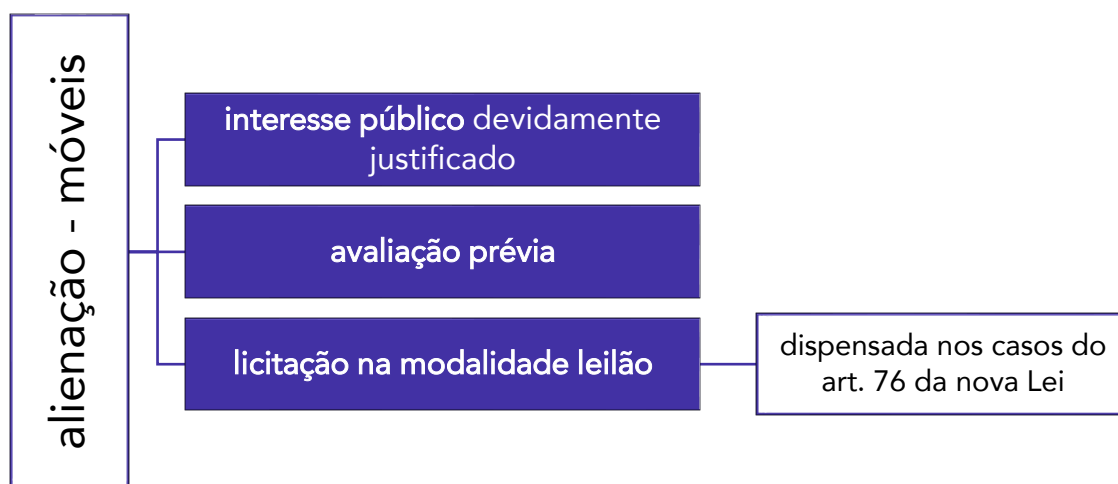 alienação - móveis
interesse público devidamente
justificado
avaliação prévia
licitação na modalidade leilão
dispensada nos casos do
art. 76 da nova Lei